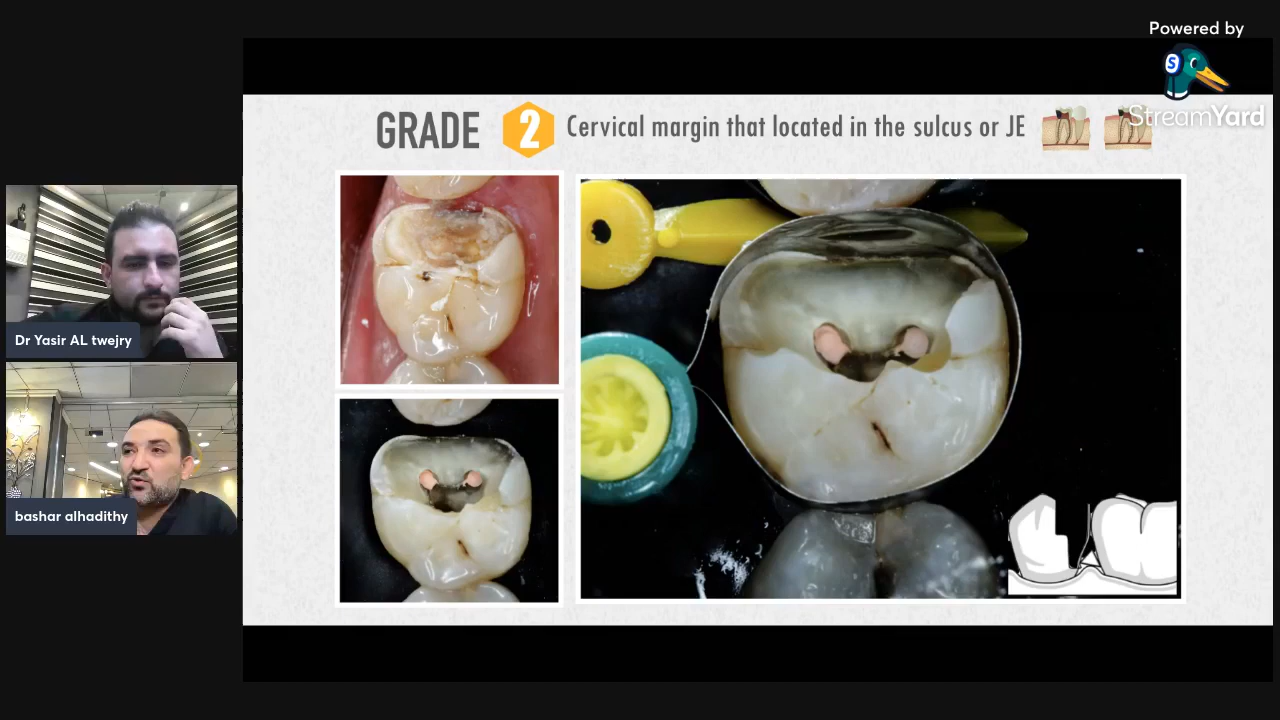 Powered by
S
StreamYard
GRADE 2 Cervical margin that located in the sulcus or JE
Dr Yasir AL twejry
bashar alhadithy